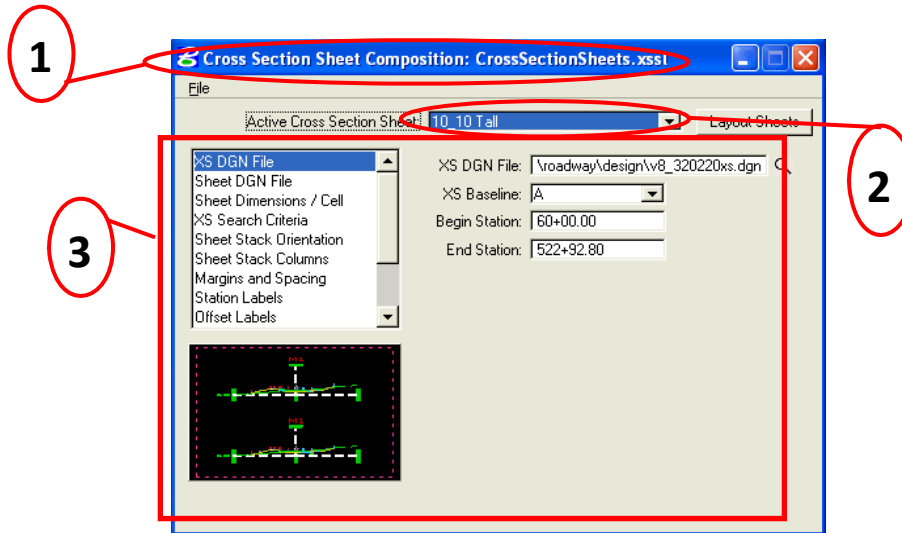 1
Cross Section Sheet Composition: CrossSectionSheets.xssl
File
Active Cross Section Sheet: 10_10 Tall Layout Sheets
2
XS DGN File
Sheet DGN File
Sheet Dimensions / Cell
XS Search Criteria
Sheet Stack Orientation
Sheet Stack Columns
Margins and Spacing
Station Labels
Offset Labels
XS DGN File: \roadway\design\v8_320220xs.dgn
XS Baseline: A
Begin Station: 60+00.00
End Station: 522+92.80
3